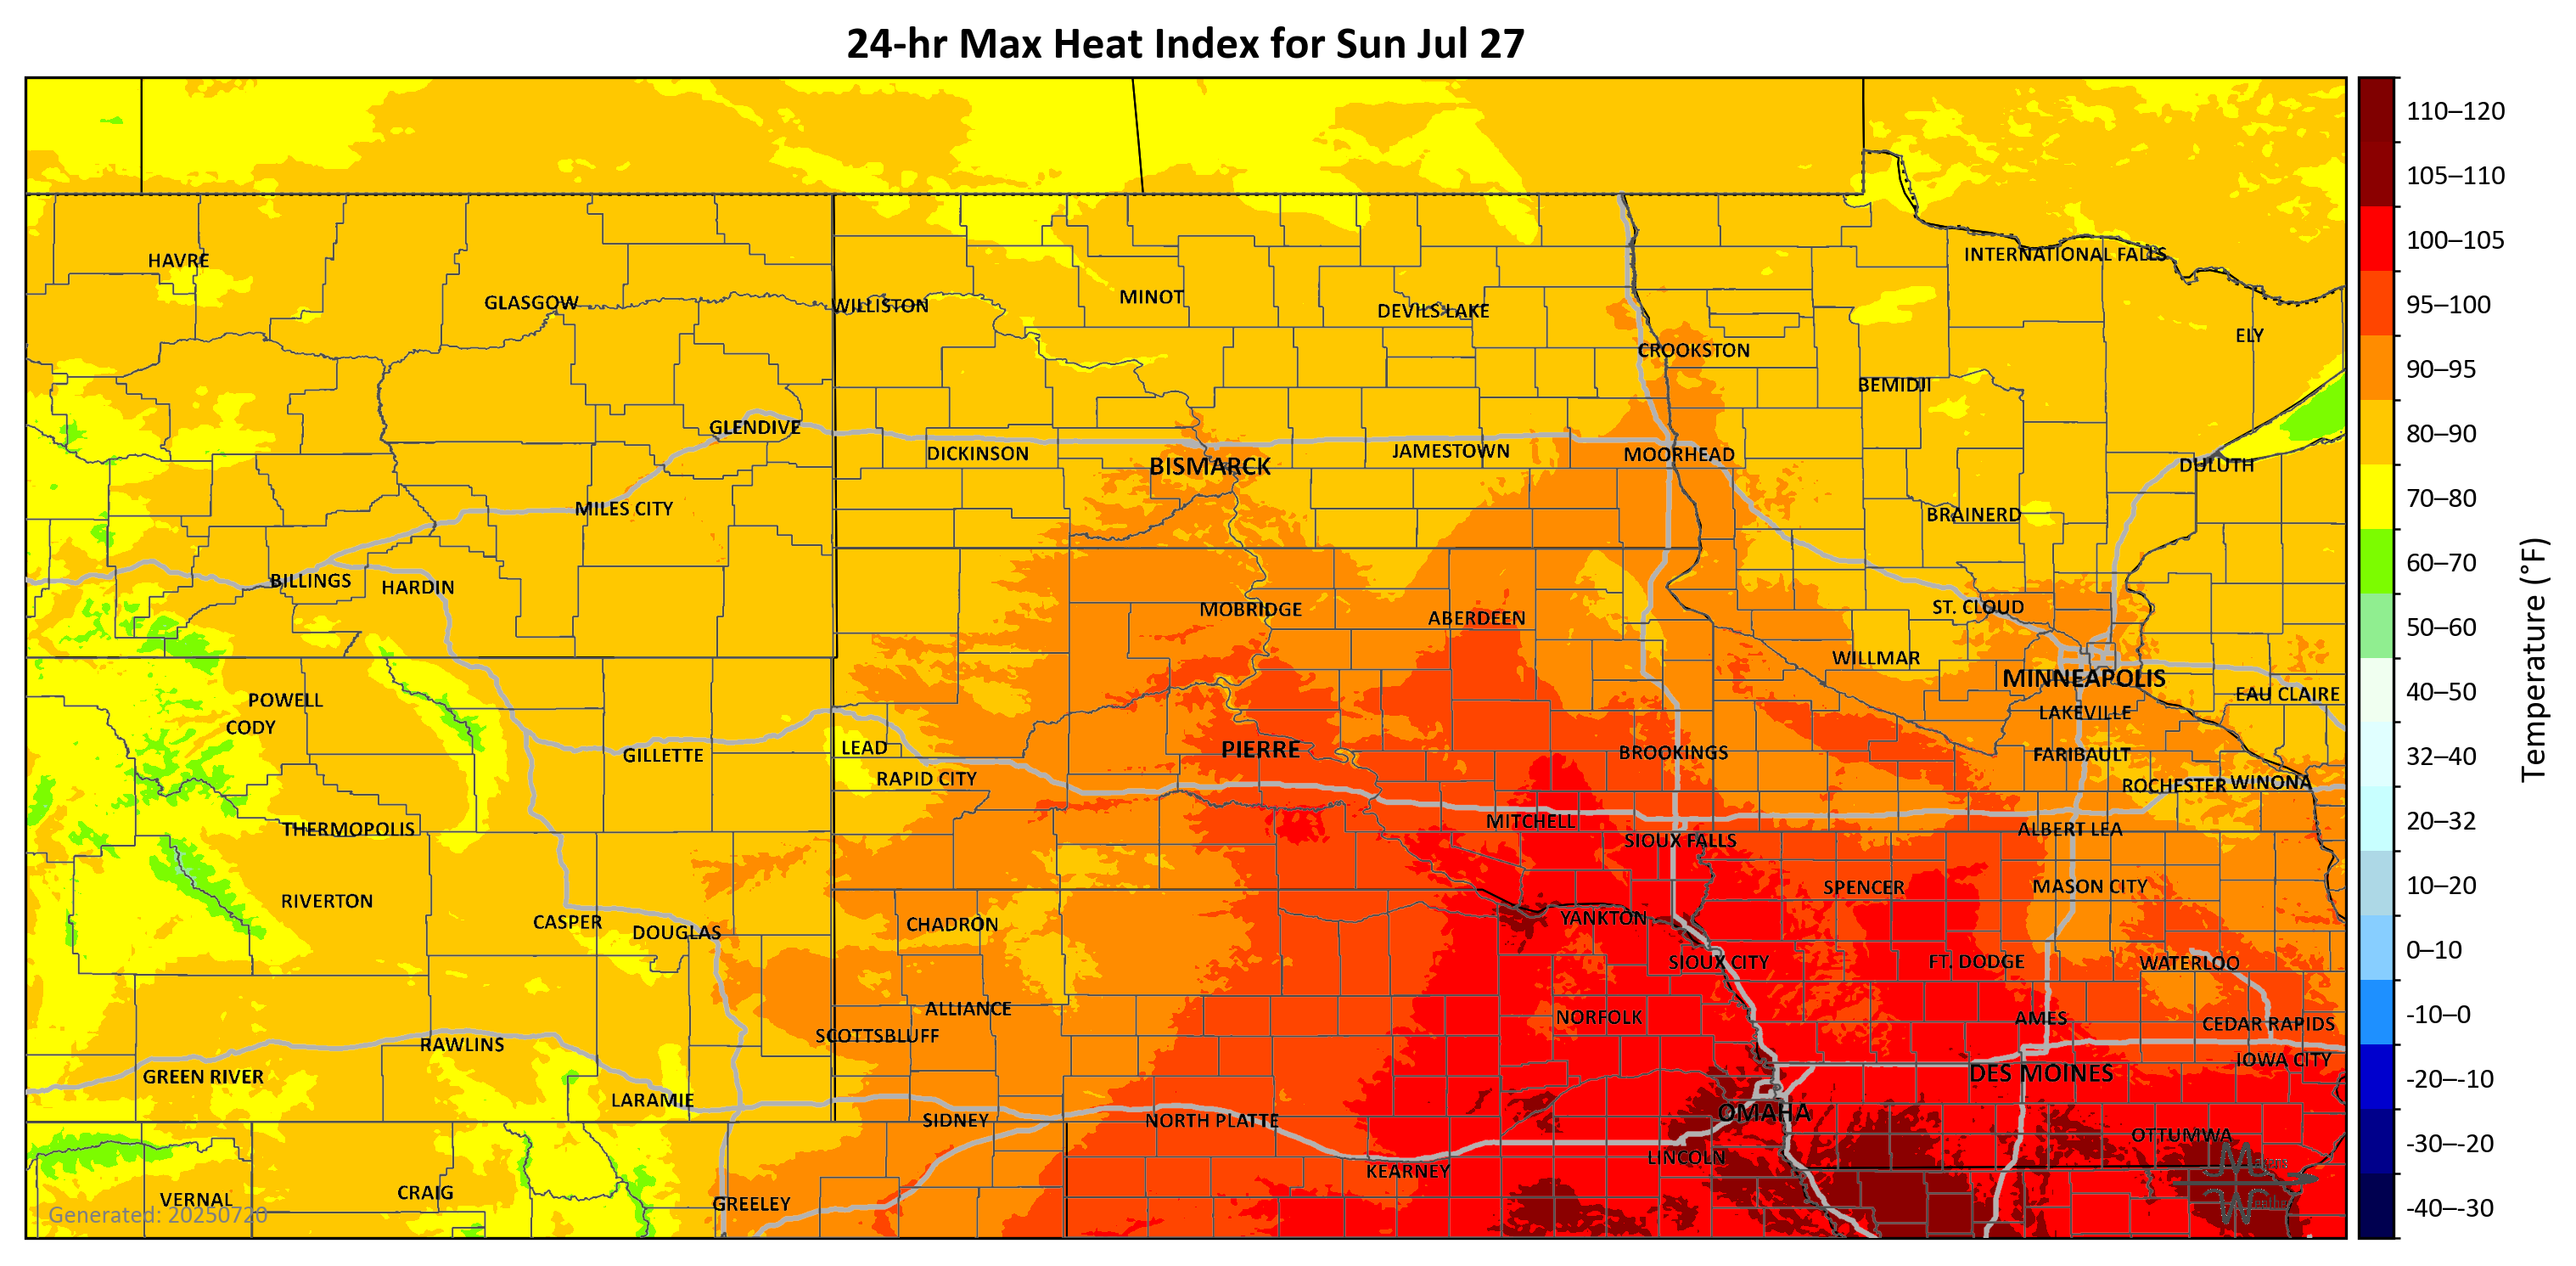 24-hr Max Heat Index for Sun Jul 27
110–120
105–110
100–105
95–100
90–95
80–90
70–80
60–70
50–60
40–50
32–40
20–32
10–20
0–10
-10–0
-20–-10
-30–-20
-40–-30
Temperature (°F)
HAVRE
INTERNATIONAL FALLS
GLASGOW
WILLISTON
MINOT
DEVILS LAKE
ELY
CROOKSTON
BEMIDJI
GLENDIVE
DICKINSON
BISMARCK
JAMESTOWN
MOORHEAD
DULUTH
MILES CITY
BRAINERD
BILLINGS
HARDIN
MOBRIDGE
ABERDEEN
ST. CLOUD
WILLMAR
MINNEAPOLIS
POWELL
EAU CLAIRE
CODY
LAKEVILLE
GILLETTE
LEAD
PIERRE
BROOKINGS
FARIBAULT
RAPID CITY
ROCHESTER
WINONA
THERMOPOLIS
MITCHELL
SIOUX FALLS
ALBERT LEA
RIVERTON
SPENCER
MASON CITY
CASPER
DOUGLAS
CHADRON
YANKTON
SIOUX CITY
FT. DODGE
WATERLOO
ALLIANCE
NORFOLK
AMES
CEDAR RAPIDS
SCOTTSBLUFF
RAWLINS
IOWA CITY
GREEN RIVER
DES MOINES
LARAMIE
SIDNEY
NORTH PLATTE
OMAHA
OTTUMWA
LINCOLN
KEARNEY
VERNAL
CRAIG
GREELEY
Generated: 20250720